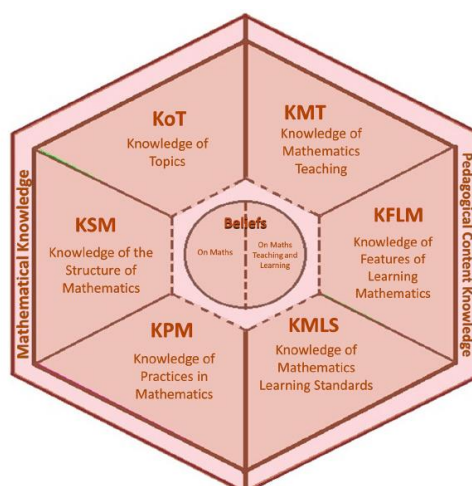 KoT
Knowledge of
Topics
KMT
Knowledge of
Mathematics
Teaching
Mathematical Knowledge
KSM
Knowledge of the
Structure of
Mathematics
Beliefs
On Maths
On Maths
Teaching and
Learning
KFLM
Knowledge of
Features of
Learning
Mathematics
Pedagogical Content Knowledge
KPM
Knowledge of
Practices in
Mathematics
KMLS
Knowledge of
Mathematics
Learning Standards